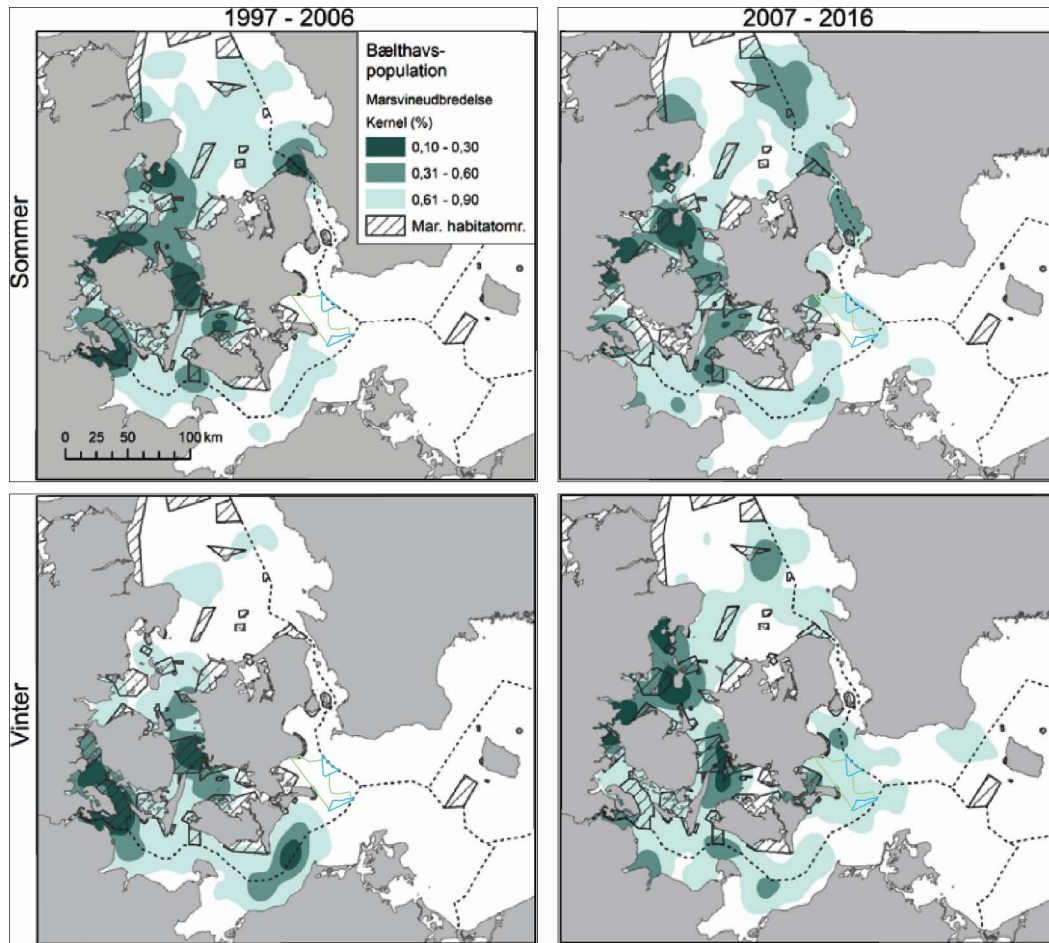 1997 - 2006
2007 - 2016
Sommer
Bælthavs-
population
Marsvineudbredelse
Kernel (%)
0,10 - 0,30
0,31 - 0,60
0,61 - 0,90
Mar. habitatomr.
0 25 50 100 km
Vinter